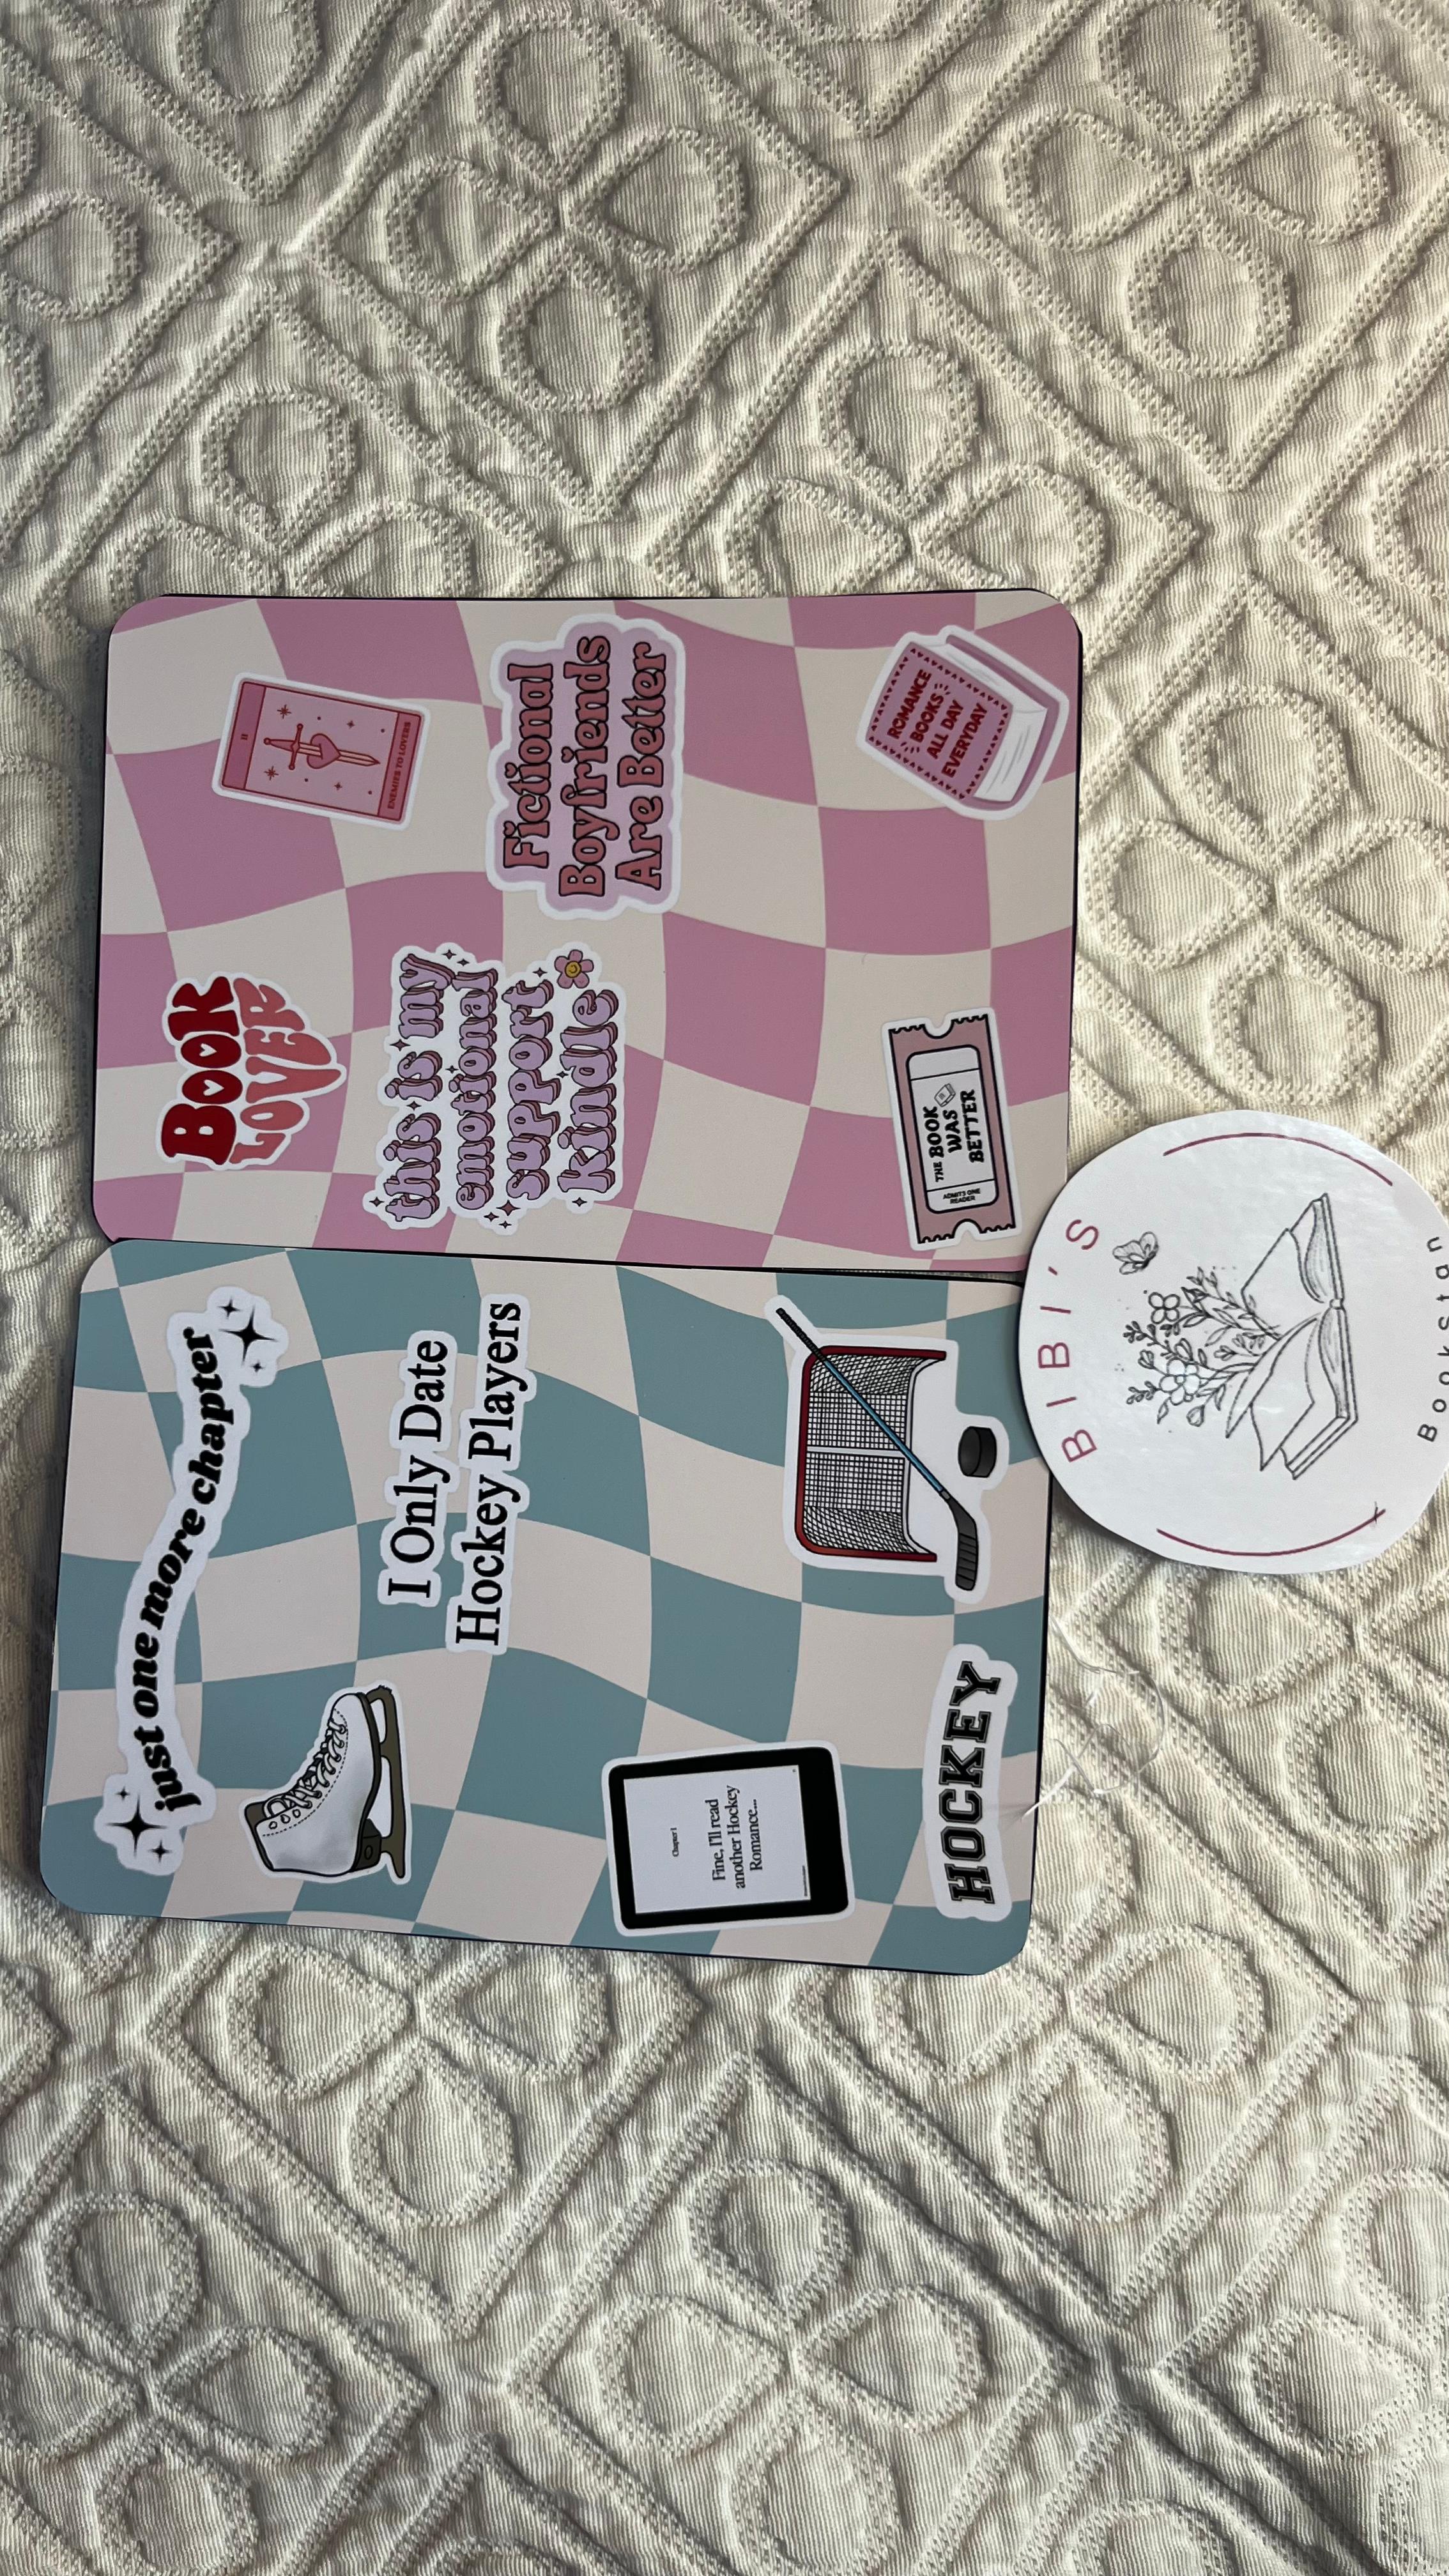 BOOK
LOVER
II
ENEMIES TO LOVERS
this is my
emotional
support
kindle
Fictional
Boyfriends
Are Better
THE BOOK
WAS
BETTER
ADMITS ONE
READER
ROMANCE
BOOKS
ALL DAY
EVERYDAY
just one more chapter
I Only Date
Hockey Players
Chapter 1
Fine, I'll read
another Hockey
Romance...
HOCKEY
BIBI'S
Bookstan